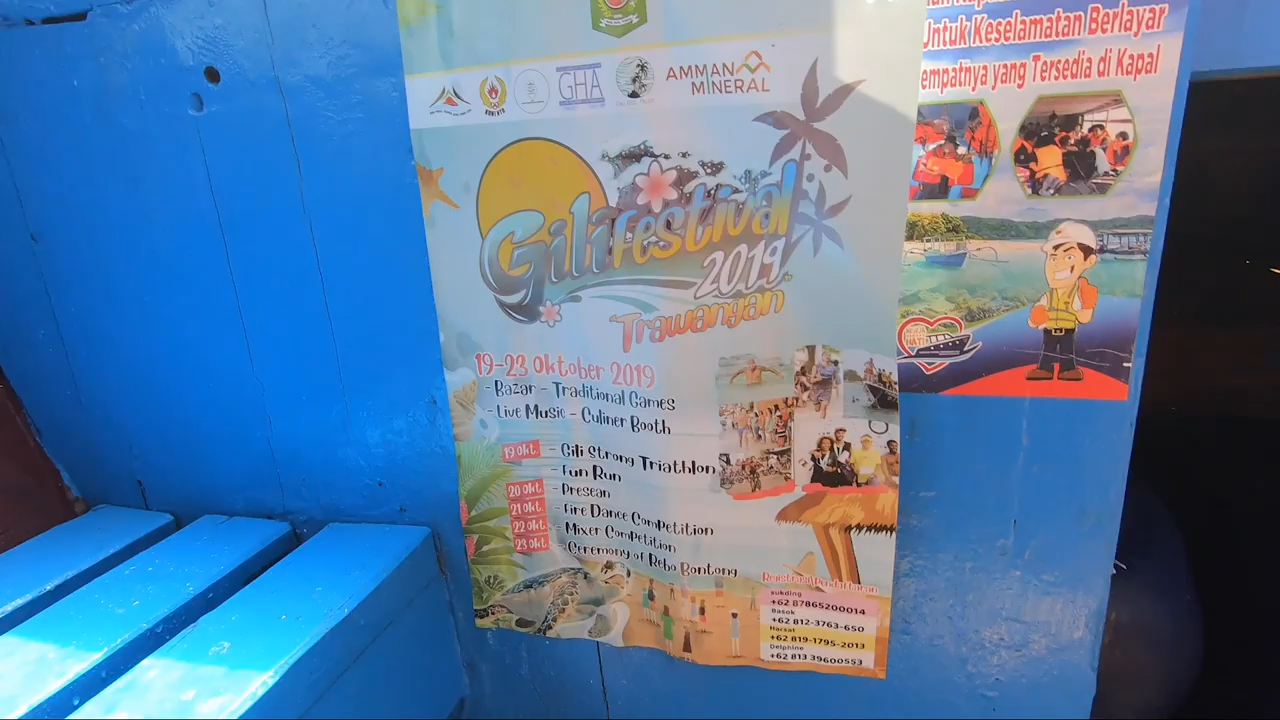 GHA
AMMAN
MINERAL
Gili Festival
2019
"Trawangan"
19-23 Oktober 2019
- Bazar - Traditional Games
- Live Music - Culiner Booth
19 Okt. - Gili Strong Triathlon
- Fun Run
20 Okt. - Presean
21 Okt. - Fire Dance Competition
22 Okt. - Mixer Competition
23 Okt. - Ceremony of Rebo Bontong
Registrasi/Pendaftaran
sukding
+62 87865200014
Basok
+62 812-3763-650
Harsat
+62 819-1795-2013
Delphine
+62 813 39600553
Untuk Keselamatan Berlayar
empatnya yang Tersedia di Kapal